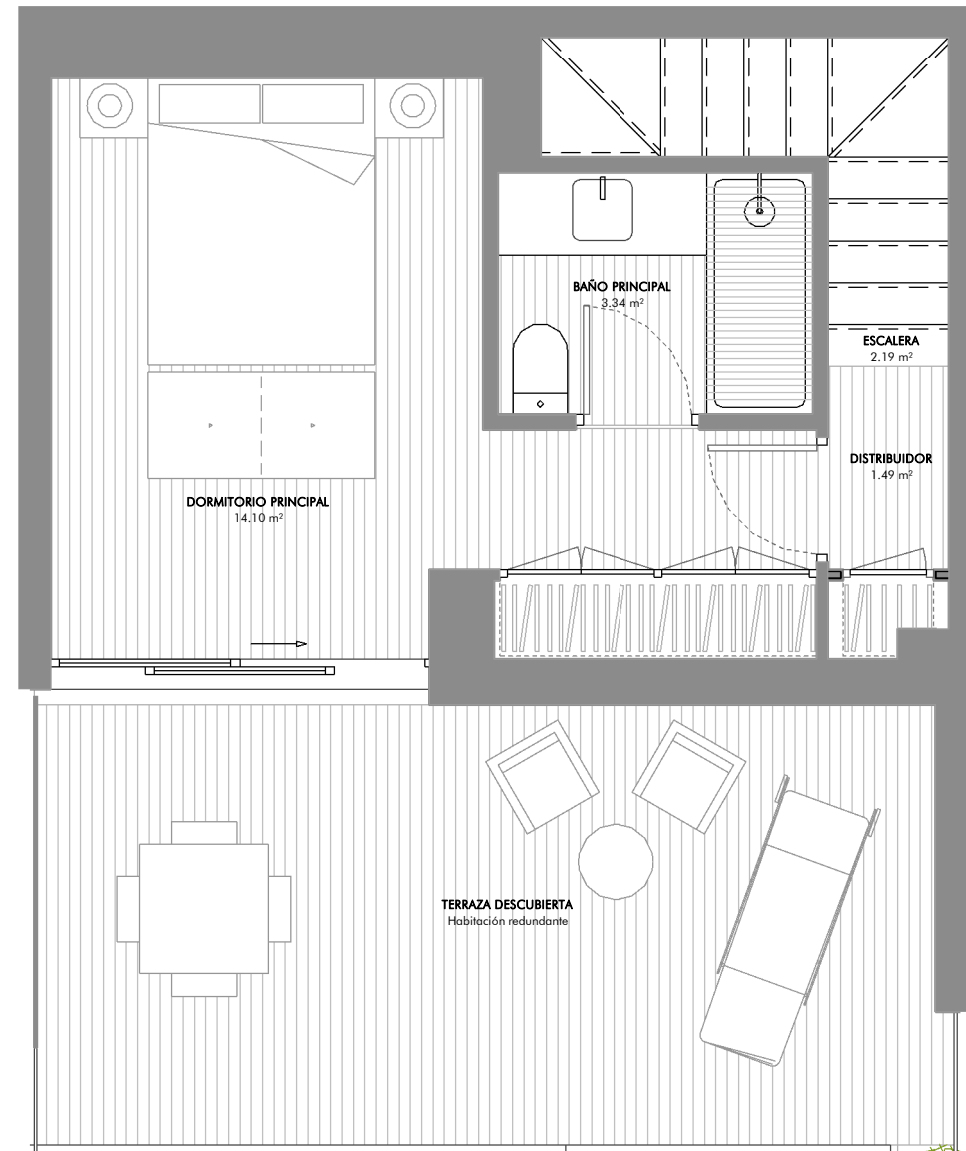 BAÑO PRINCIPAL
3.34 m²
ESCALERA
2.19 m²
DISTRIBUIDOR
1.49 m²
DORMITORIO PRINCIPAL
14.10 m²
TERRAZA DESCUBIERTA
Habitación redundante